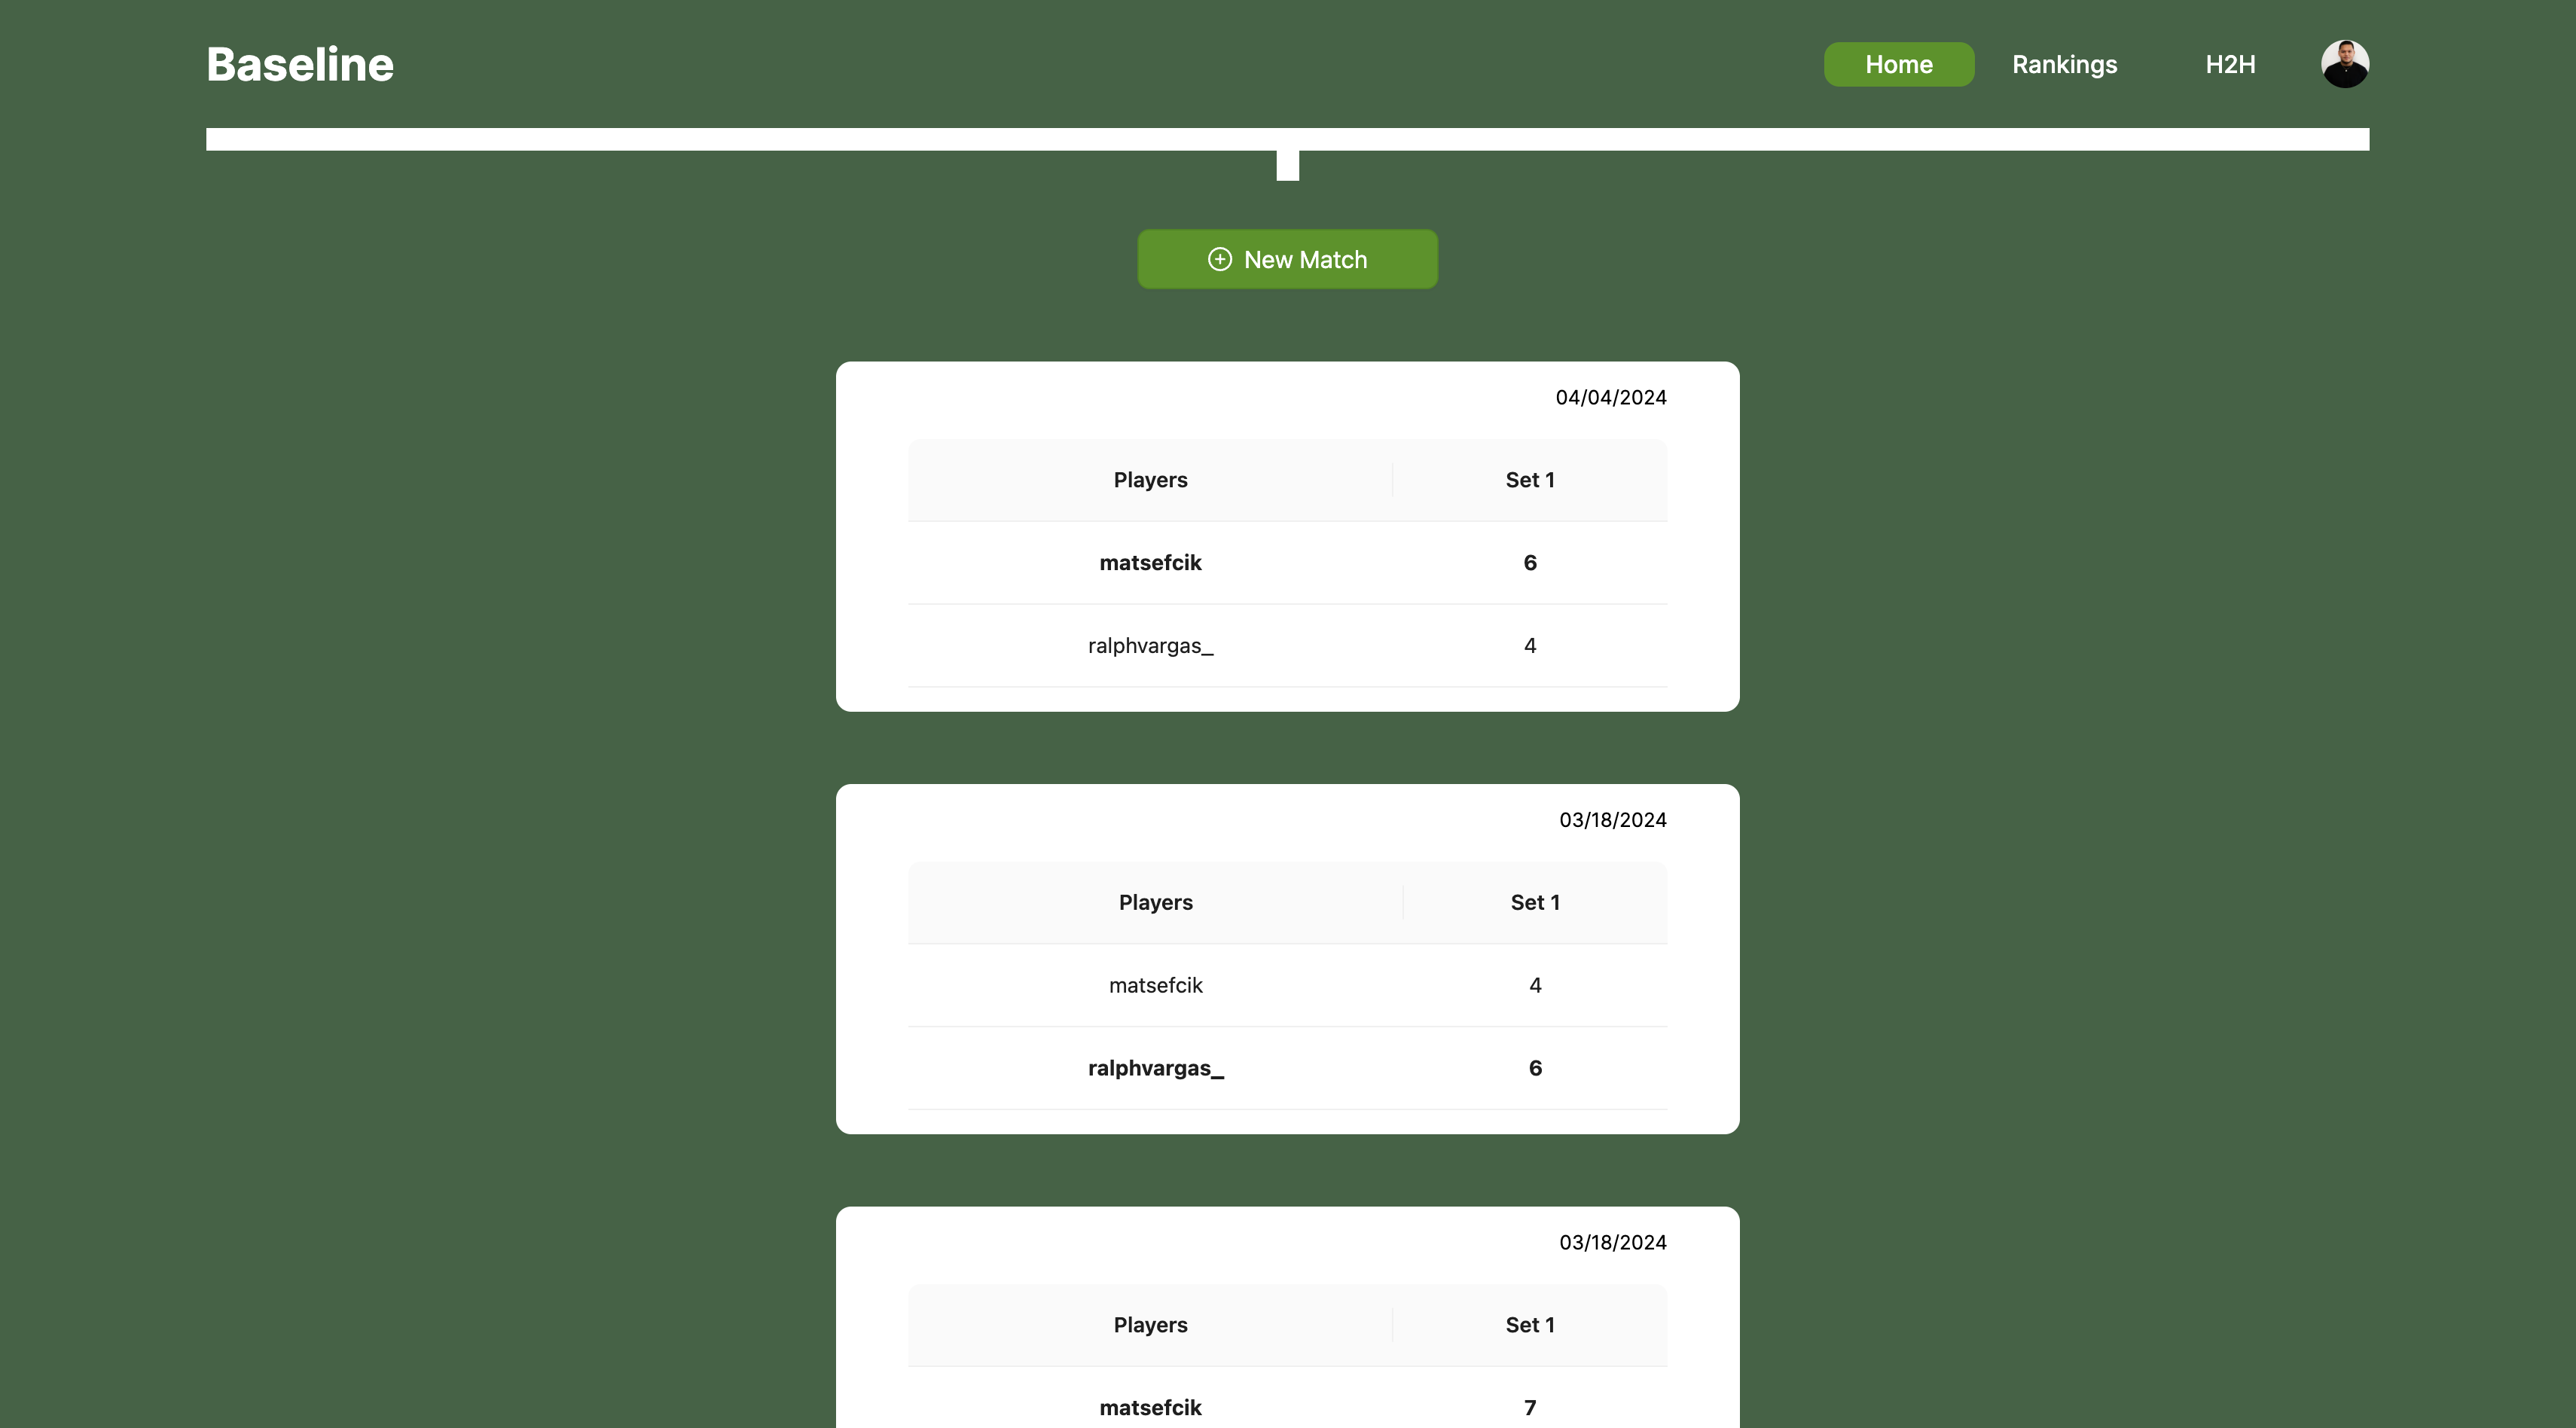 Baseline
Home Rankings H2H
New Match
04/04/2024
Players Set 1
matsefcik 6
ralphvargas_ 4
03/18/2024
Players Set 1
matsefcik 4
ralphvargas_ 6
03/18/2024
Players Set 1
matsefcik 7